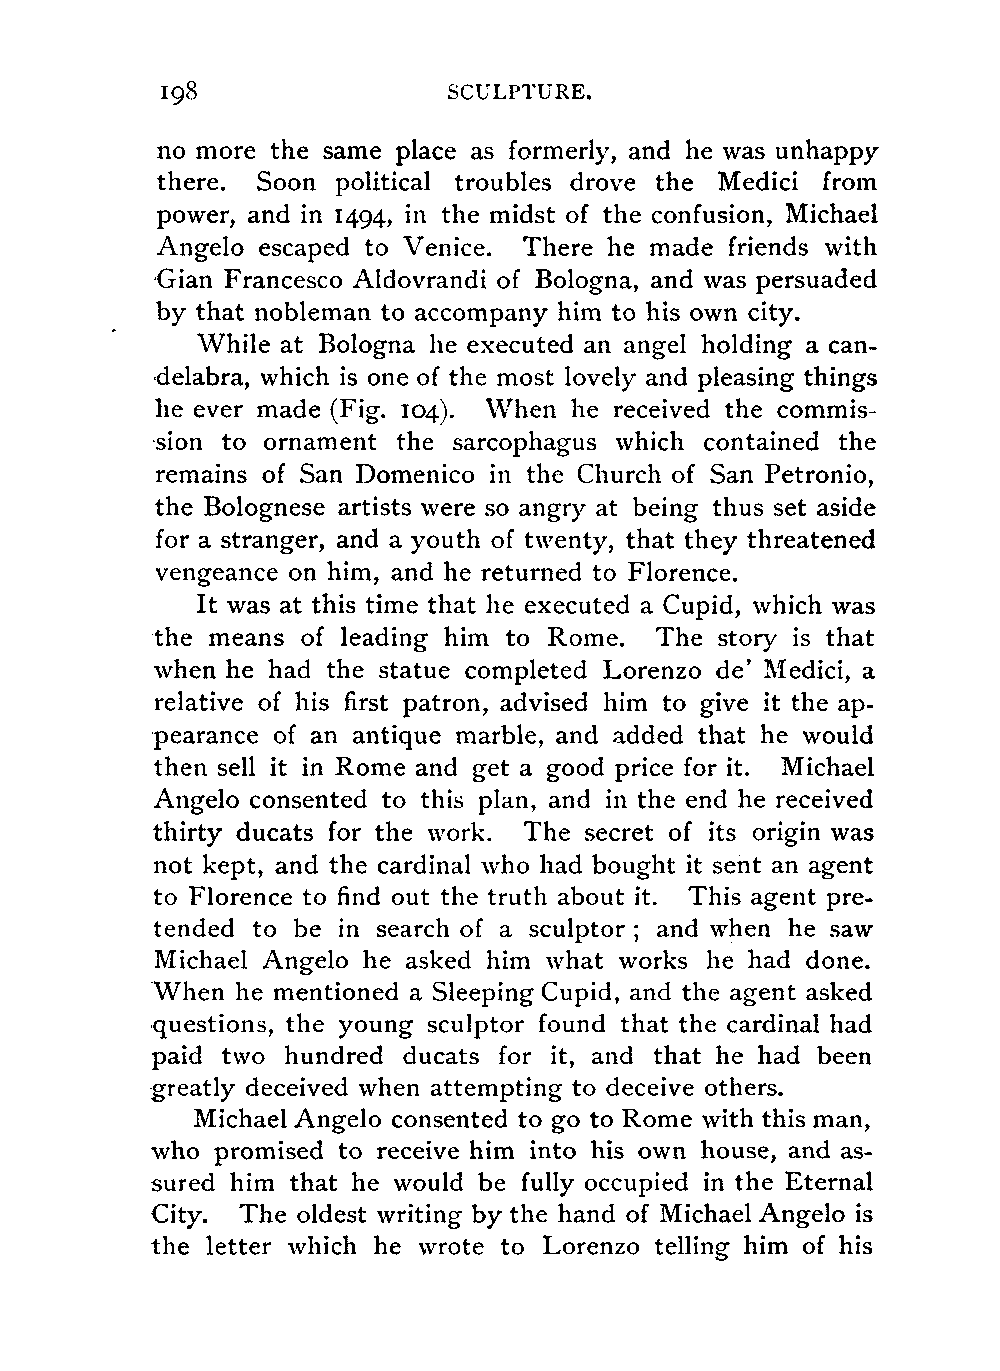 198 SCULPTURE.
no more the same place as formerly, and he was unhappy
there. Soon political troubles drove the Medici from
power, and in 1494, in the midst of the confusion, Michael
Angelo escaped to Venice. There he made friends with
Gian Francesco Aldovrandi of Bologna, and was persuaded
by that nobleman to accompany him to his own city.
While at Bologna he executed an angel holding a can-
delabra, which is one of the most lovely and pleasing things
he ever made (Fig. 104). When he received the commis-
sion to ornament the sarcophagus which contained the
remains of San Domenico in the Church of San Petronio,
the Bolognese artists were so angry at being thus set aside
for a stranger, and a youth of twenty, that they threatened
vengeance on him, and he returned to Florence.
It was at this time that he executed a Cupid, which was
the means of leading him to Rome. The story is that
when he had the statue completed Lorenzo de' Medici, a
relative of his first patron, advised him to give it the ap-
pearance of an antique marble, and added that he would
then sell it in Rome and get a good price for it. Michael
Angelo consented to this plan, and in the end he received
thirty ducats for the work. The secret of its origin was
not kept, and the cardinal who had bought it sent an agent
to Florence to find out the truth about it. This agent pre-
tended to be in search of a sculptor; and when he saw
Michael Angelo he asked him what works he had done.
When he mentioned a Sleeping Cupid, and the agent asked
questions, the young sculptor found that the cardinal had
paid two hundred ducats for it, and that he had been
greatly deceived when attempting to deceive others.
Michael Angelo consented to go to Rome with this man,
who promised to receive him into his own house, and as-
sured him that he would be fully occupied in the Eternal
City. The oldest writing by the hand of Michael Angelo is
the letter which he wrote to Lorenzo telling him of his